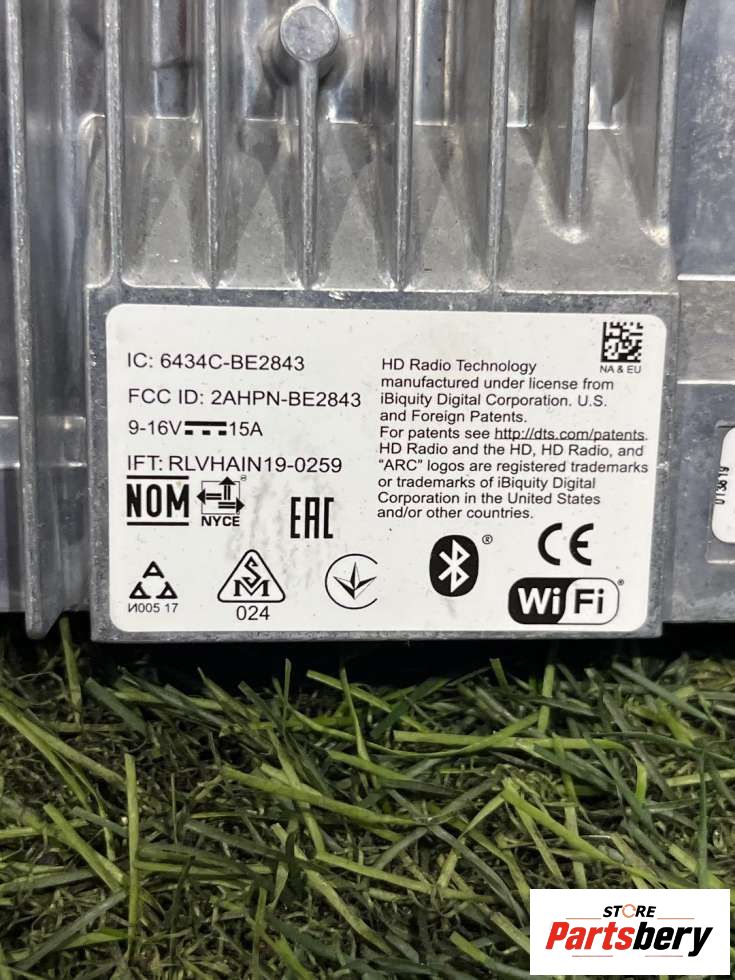 NA & EU
IC: 6434C-BE2843
FCC ID: 2AHPN-BE2843
9-16V 15A
IFT: RLVHAIN19-0259
NOM
®
NYCE
EAC
И005 17
SM
024
HD Radio Technology
manufactured under license from
iBiquity Digital Corporation. U.S.
and Foreign Patents.
For patents see http://dts.com/patents.
HD Radio and the HD, HD Radio, and
"ARC" logos are registered trademarks
or trademarks of iBiquity Digital
Corporation in the United States
and/or other countries.
®
CE
Wi Fi®
STORE
Partsbery